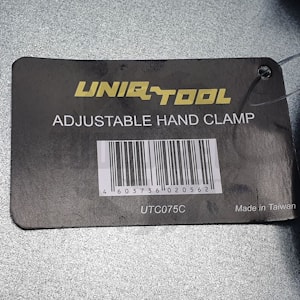 UNIQ TOOL
ADJUSTABLE HAND CLAMP
4 603736 020562
UTC075C
Made in Taiwan